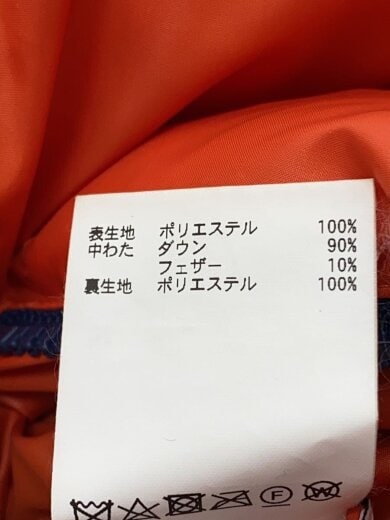 表生地 ポリエステル 100%
中わた ダウン 90%
フェザー 10%
裏生地 ポリエステル 100%
F
W